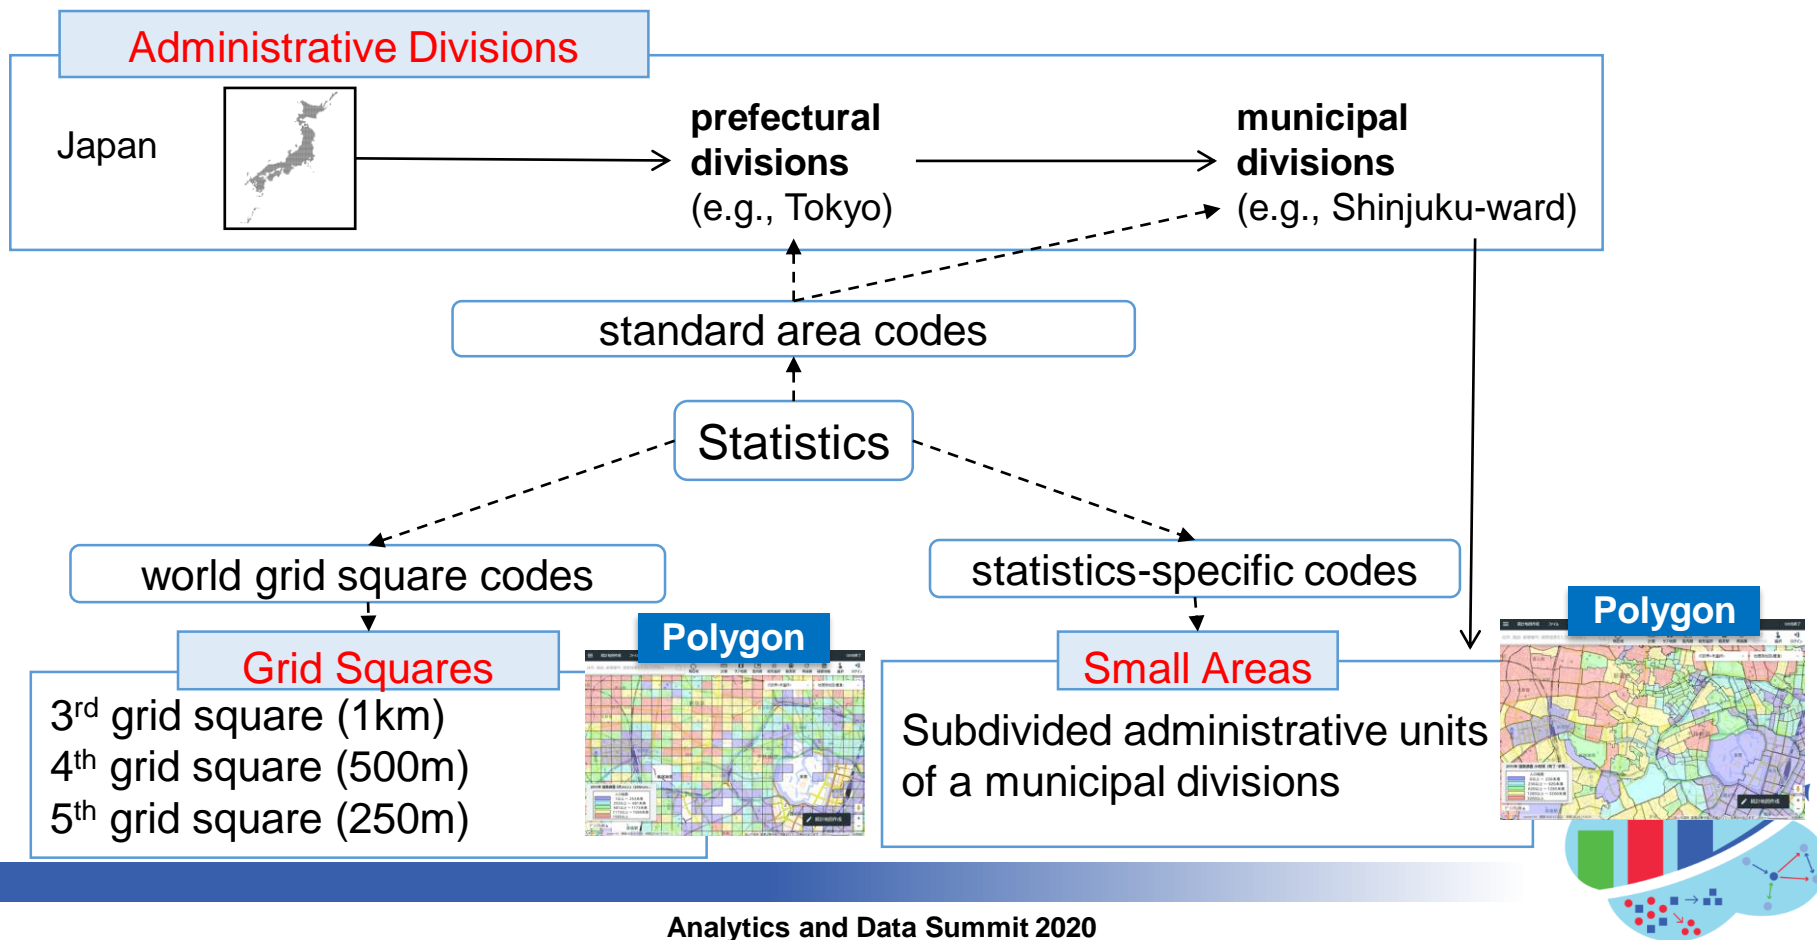 Administrative Divisions
Japan
prefectural
divisions
(e.g., Tokyo)
municipal
divisions
(e.g., Shinjuku-ward)
standard area codes
Statistics
world grid square codes
statistics-specific codes
Grid Squares
3rd grid square (1km)
4th grid square (500m)
5th grid square (250m)
Polygon
Small Areas
Subdivided administrative units
of a municipal divisions
Polygon
Analytics and Data Summit 2020